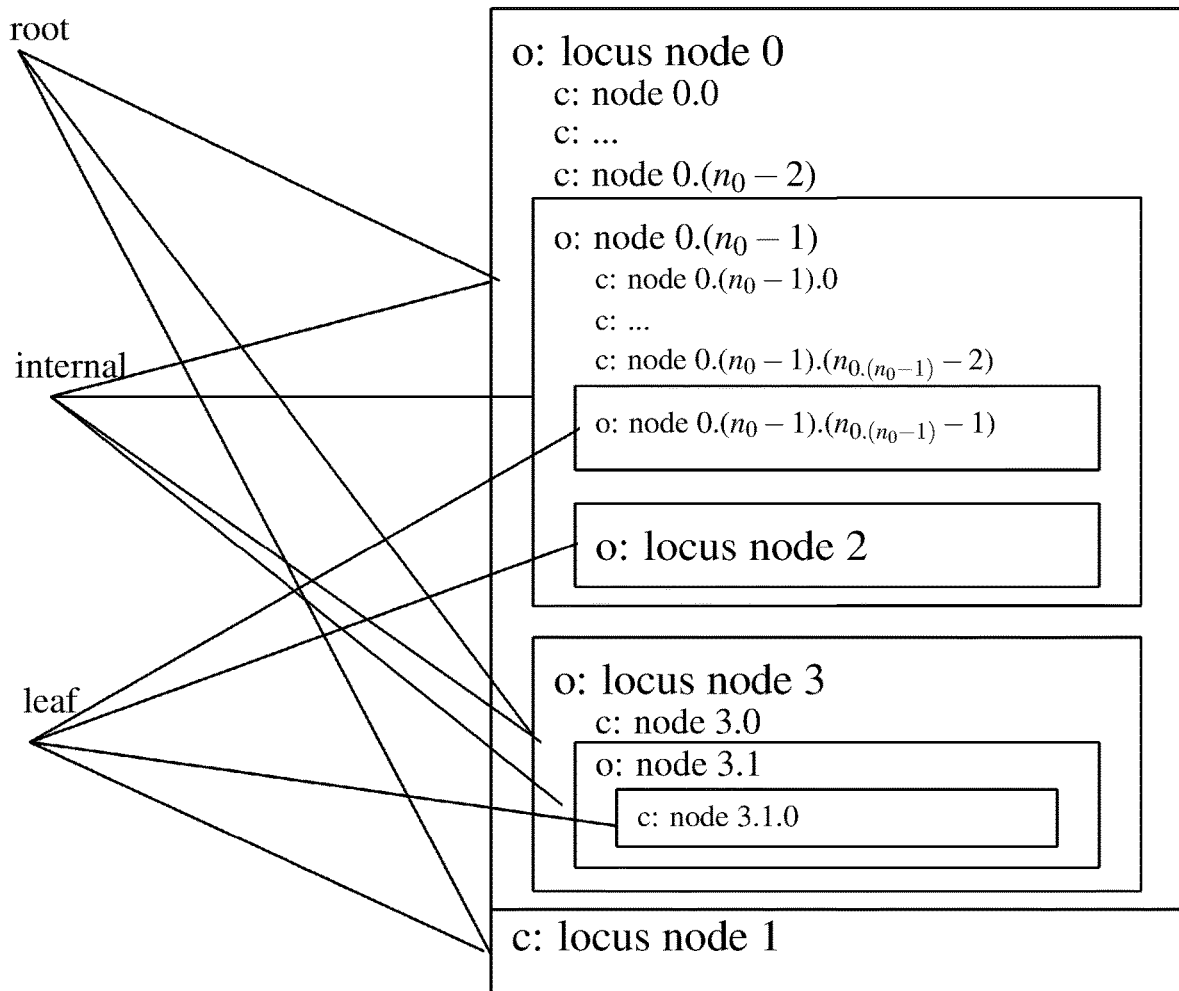 root
o: locus node 0
c: node 0.0
c: ...
c: node 0.(n₀ − 2)
o: node 0.(n₀ − 1)
c: node 0.(n₀ − 1).0
c: ...
internal
c: node 0.(n₀ − 1).(n₀.(n₀−1) − 2)
o: node 0.(n₀ − 1).(n₀.(n₀−1) − 1)
o: locus node 2
o: locus node 3
leaf
c: node 3.0
o: node 3.1
c: node 3.1.0
c: locus node 1